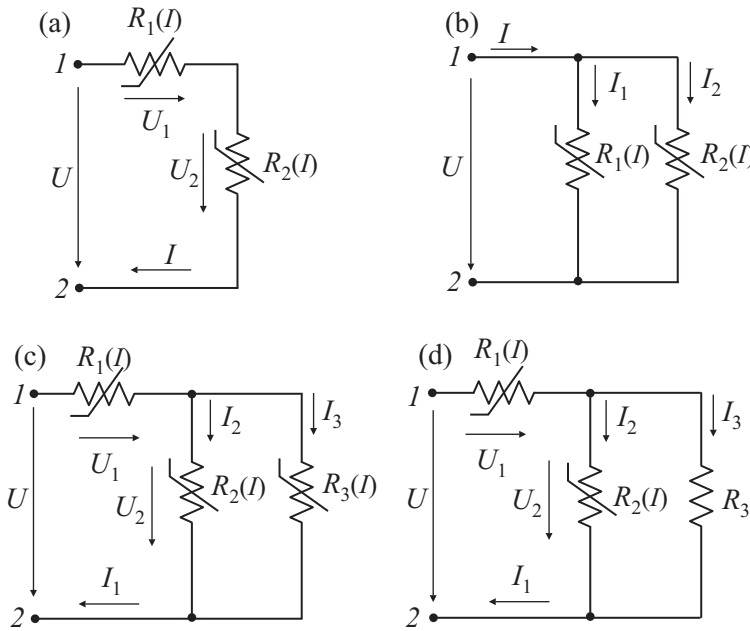 (a)
R₁(I)
1
U₁
U₂
R₂(I)
U
I
2
(b)
I
1
I₁
I₂
U
R₁(I)
R₂(I)
2
(c)
R₁(I)
1
I₂
I₃
U₁
U
U₂
R₂(I)
R₃(I)
I₁
2
(d)
R₁(I)
1
I₂
I₃
U₁
U
U₂
R₂(I)
R₃
I₁
2